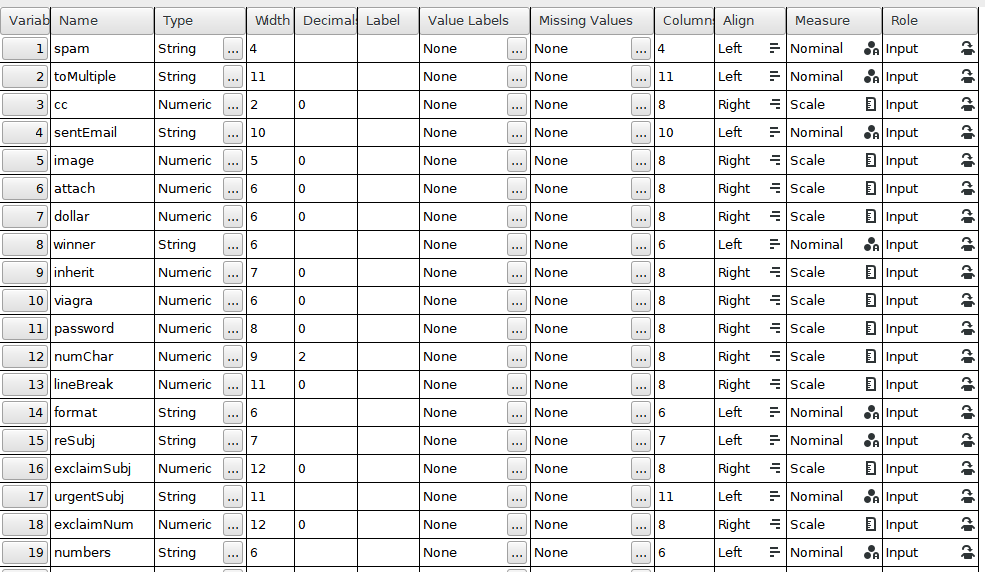 Variab Name Type Width Decimals Label Value Labels Missing Values Columns Align Measure Role
1 spam String ... 4 None ... None ... 4 Left Nominal Input
2 toMultiple String ... 11 None ... None ... 11 Left Nominal Input
3 cc Numeric ... 2 0 None ... None ... 8 Right Scale Input
4 sentEmail String ... 10 None ... None ... 10 Left Nominal Input
5 image Numeric ... 5 0 None ... None ... 8 Right Scale Input
6 attach Numeric ... 6 0 None ... None ... 8 Right Scale Input
7 dollar Numeric ... 6 0 None ... None ... 8 Right Scale Input
8 winner String ... 6 None ... None ... 6 Left Nominal Input
9 inherit Numeric ... 7 0 None ... None ... 8 Right Scale Input
10 viagra Numeric ... 6 0 None ... None ... 8 Right Scale Input
11 password Numeric ... 8 0 None ... None ... 8 Right Scale Input
12 numChar Numeric ... 9 2 None ... None ... 8 Right Scale Input
13 lineBreak Numeric ... 11 0 None ... None ... 8 Right Scale Input
14 format String ... 6 None ... None ... 6 Left Nominal Input
15 reSubj String ... 7 None ... None ... 7 Left Nominal Input
16 exclaimSubj Numeric ... 12 0 None ... None ... 8 Right Scale Input
17 urgentSubj String ... 11 None ... None ... 11 Left Nominal Input
18 exclaimNum Numeric ... 12 0 None ... None ... 8 Right Scale Input
19 numbers String ... 6 None ... None ... 6 Left Nominal Input